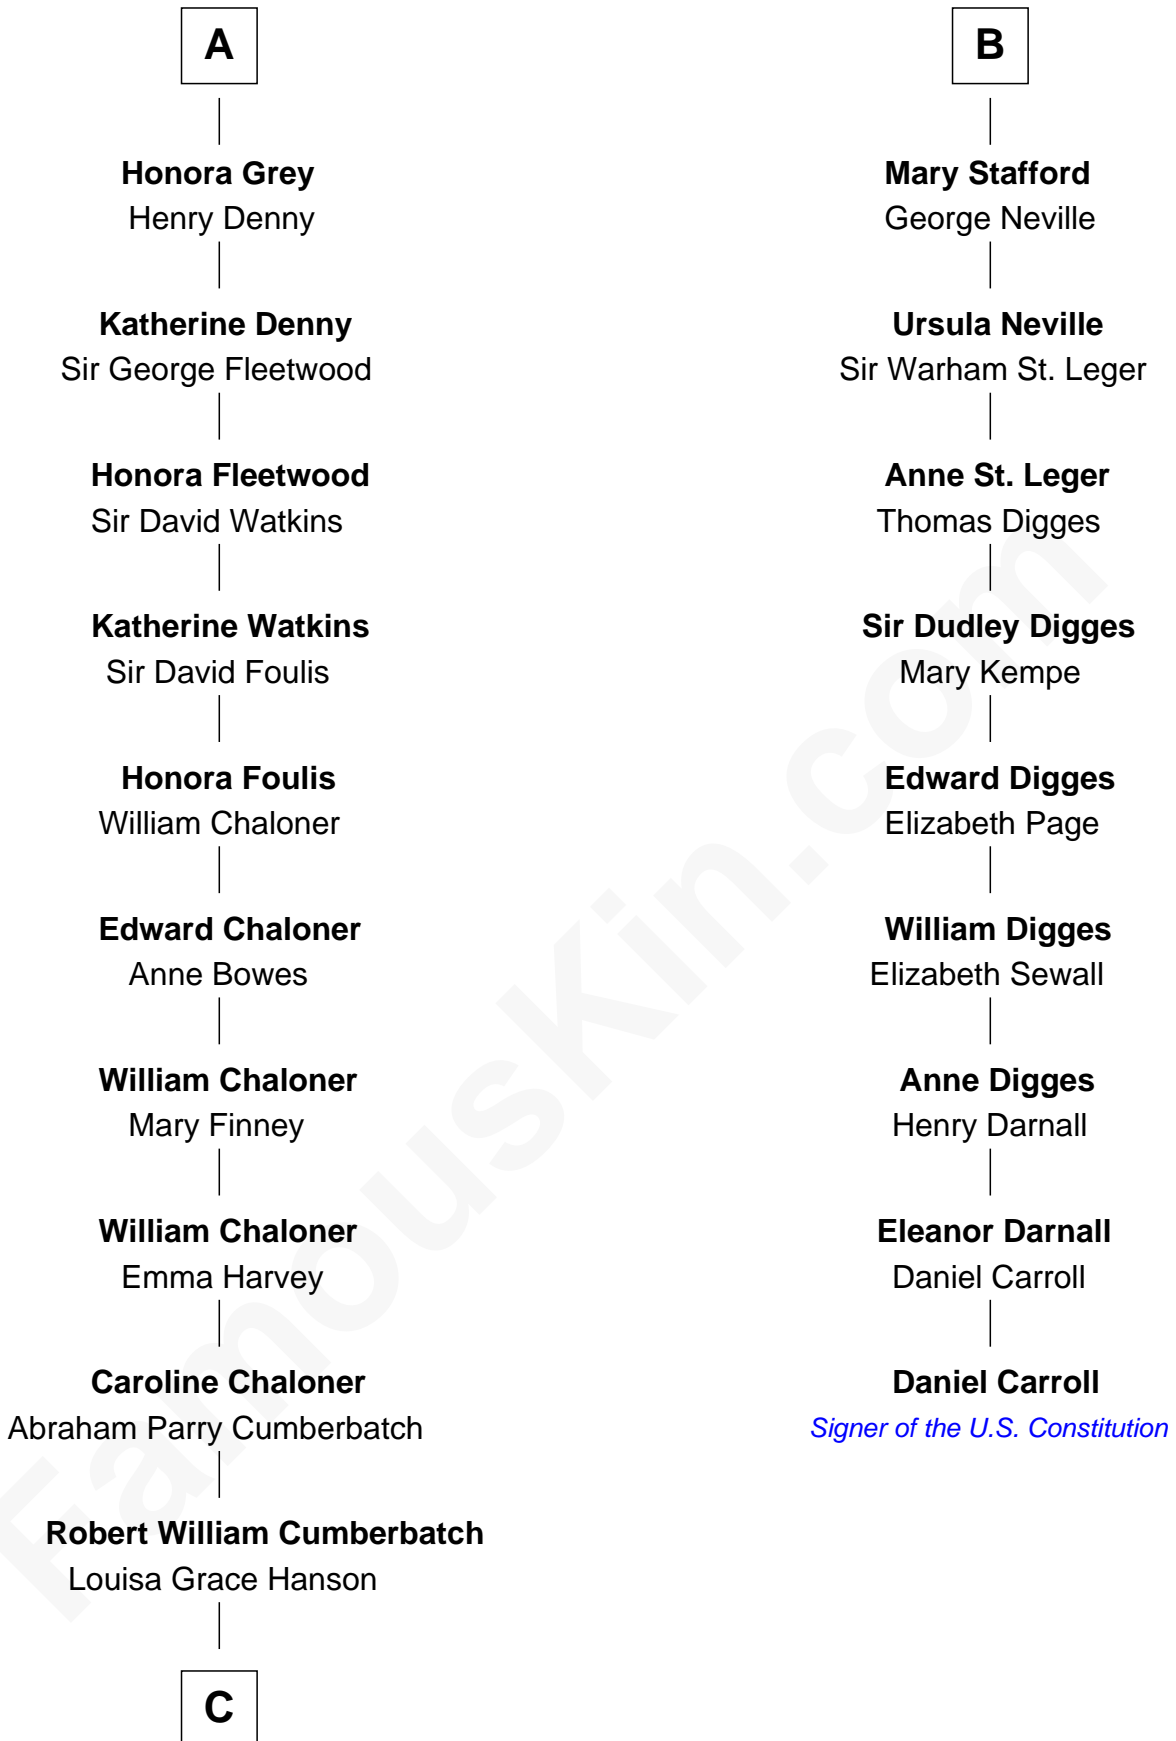 A
Honora Grey
Henry Denny
Katherine Denny
Sir George Fleetwood
Honora Fleetwood
Sir David Watkins
Katherine Watkins
Sir David Foulis
Honora Foulis
William Chaloner
Edward Chaloner
Anne Bowes
William Chaloner
Mary Finney
William Chaloner
Emma Harvey
Caroline Chaloner
Abraham Parry Cumberbatch
Robert William Cumberbatch
Louisa Grace Hanson
C
B
Mary Stafford
George Neville
Ursula Neville
Sir Warham St. Leger
Anne St. Leger
Thomas Digges
Sir Dudley Digges
Mary Kempe
Edward Digges
Elizabeth Page
William Digges
Elizabeth Sewall
Anne Digges
Henry Darnall
Eleanor Darnall
Daniel Carroll
Daniel Carroll
Signer of the U.S. Constitution
FamousKin.com